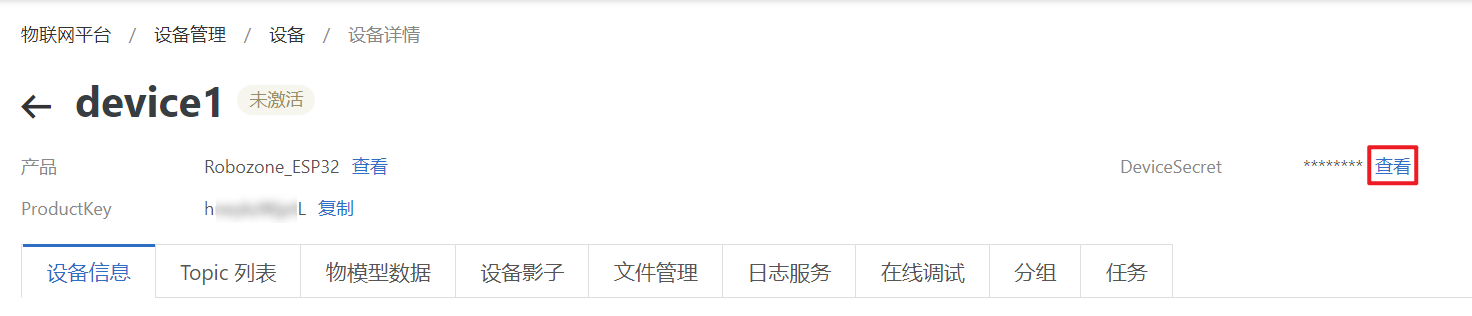 物联网平台 / 设备管理 / 设备 / 设备详情
← device1 未激活
产品 Robozone_ESP32 查看 DeviceSecret ******** 查看
ProductKey h L 复制
设备信息 Topic 列表 物模型数据 设备影子 文件管理 日志服务 在线调试 分组 任务